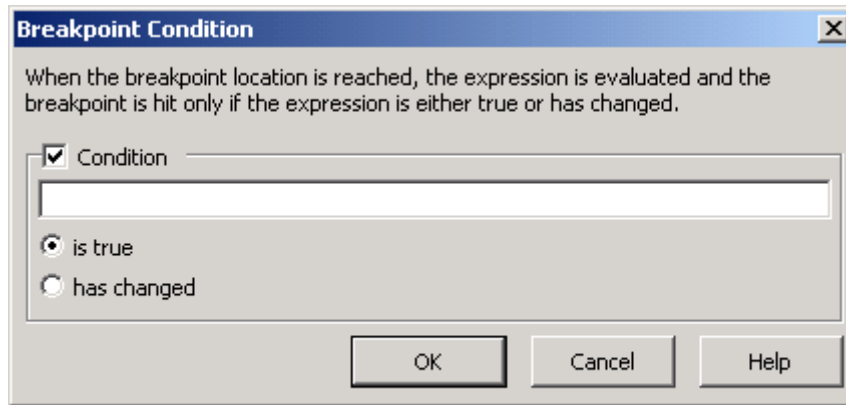 Breakpoint Condition
When the breakpoint location is reached, the expression is evaluated and the
breakpoint is hit only if the expression is either true or has changed.
Condition
is true
has changed
OK Cancel Help